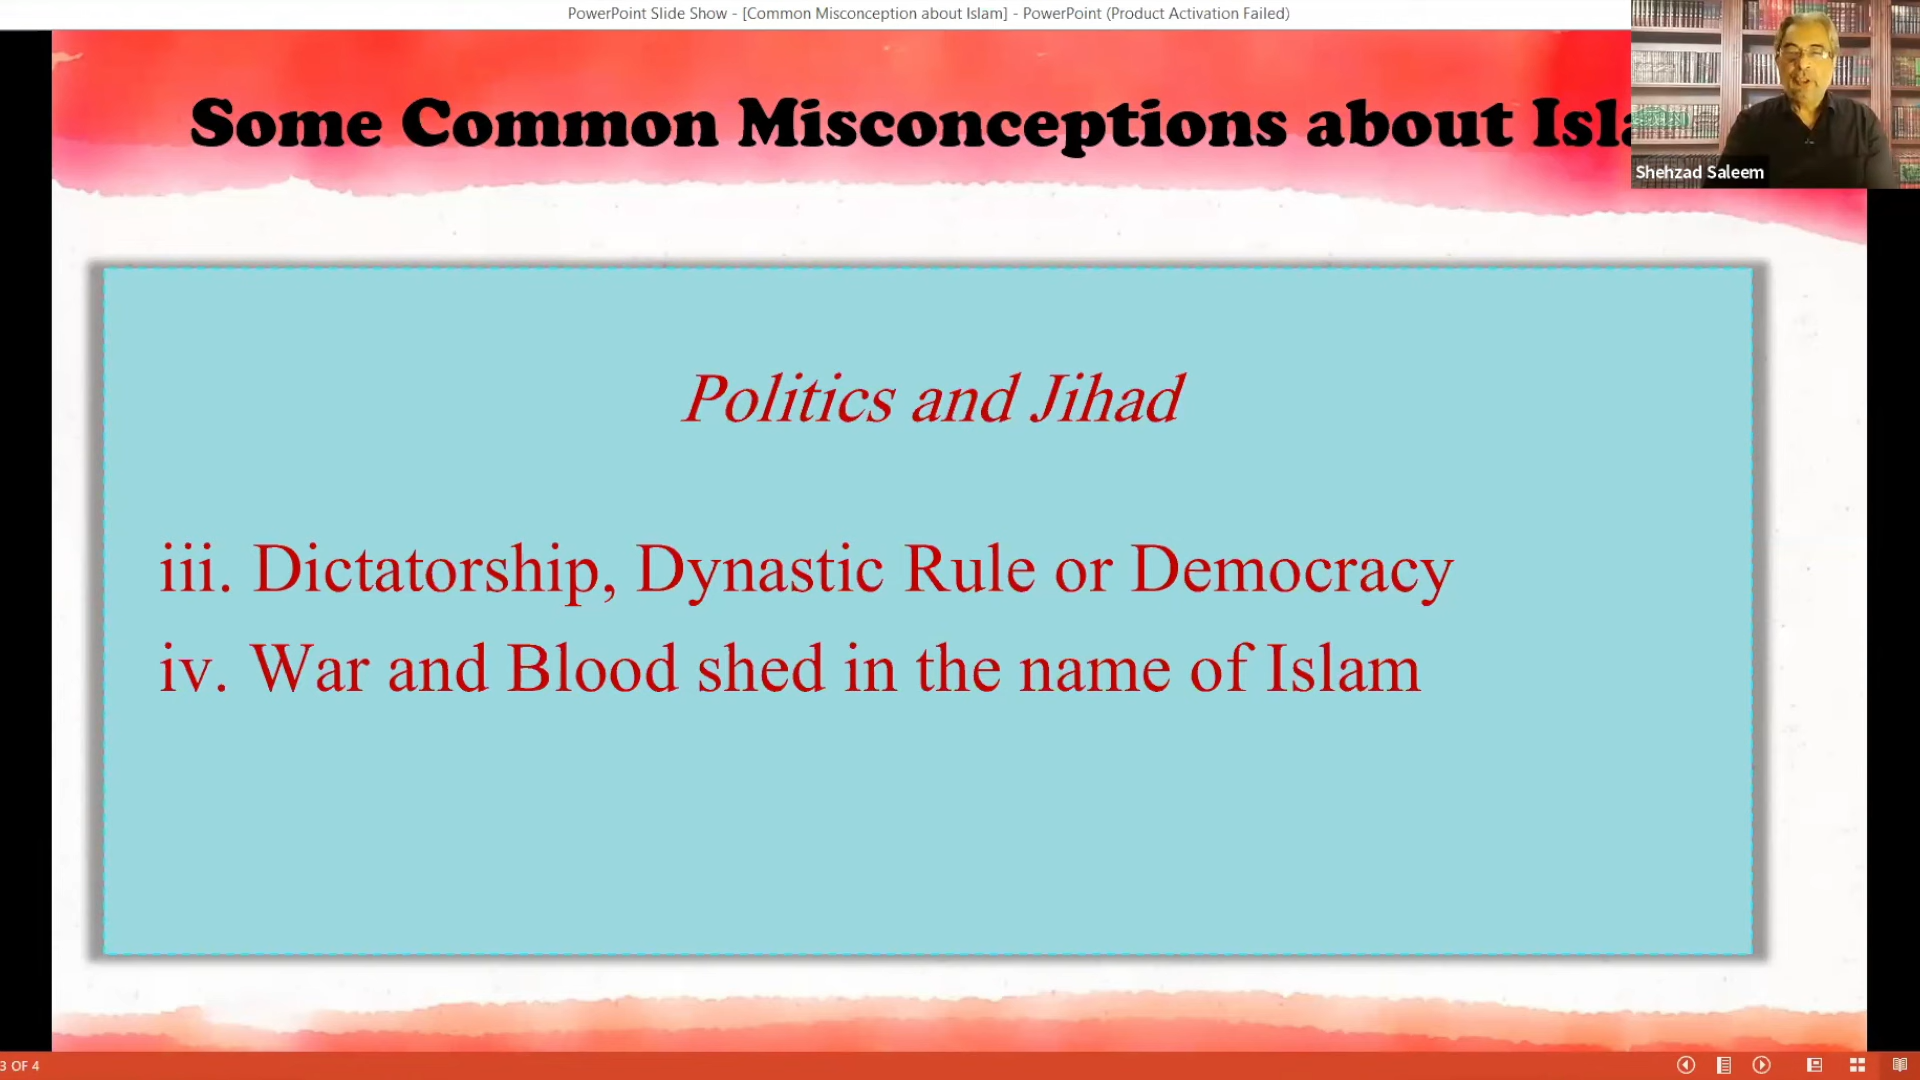 PowerPoint Slide Show - [Common Misconception about Islam] - PowerPoint (Product Activation Failed)
Some Common Misconceptions about Isla
Shehzad Saleem
Politics and Jihad
iii. Dictatorship, Dynastic Rule or Democracy
iv. War and Blood shed in the name of Islam
3 OF 4